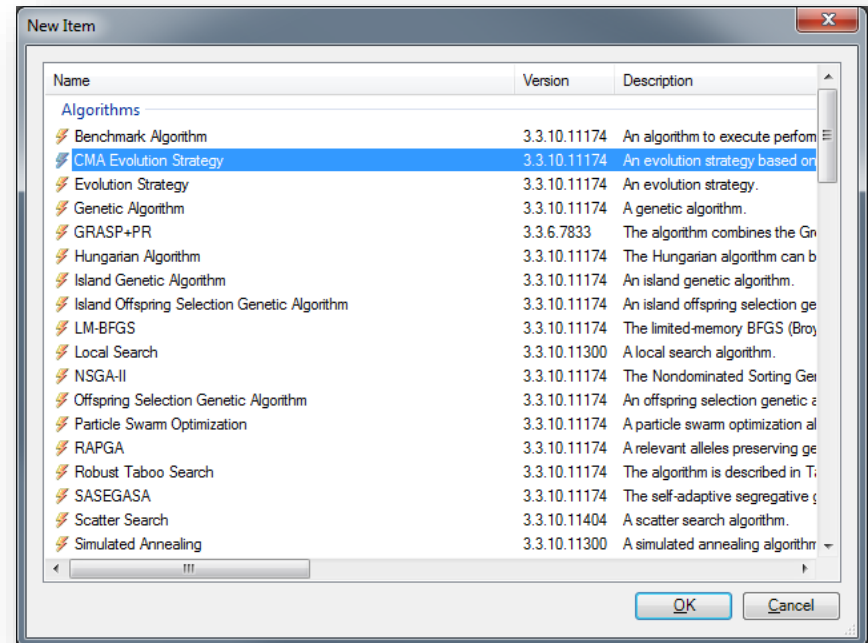 New Item
Name Version Description
Algorithms
Benchmark Algorithm 3.3.10.11174 An algorithm to execute perfom
CMA Evolution Strategy 3.3.10.11174 An evolution strategy based on
Evolution Strategy 3.3.10.11174 An evolution strategy.
Genetic Algorithm 3.3.10.11174 A genetic algorithm.
GRASP+PR 3.3.6.7833 The algorithm combines the Gre
Hungarian Algorithm 3.3.10.11174 The Hungarian algorithm can b
Island Genetic Algorithm 3.3.10.11174 An island genetic algorithm.
Island Offspring Selection Genetic Algorithm 3.3.10.11174 An island offspring selection ge
LM-BFGS 3.3.10.11174 The limited-memory BFGS (Broy
Local Search 3.3.10.11300 A local search algorithm.
NSGA-II 3.3.10.11174 The Nondominated Sorting Gen
Offspring Selection Genetic Algorithm 3.3.10.11174 An offspring selection genetic a
Particle Swarm Optimization 3.3.10.11174 A particle swarm optimization al
RAPGA 3.3.10.11174 A relevant alleles preserving ge
Robust Taboo Search 3.3.10.11174 The algorithm is described in Ta
SASEGASA 3.3.10.11174 The self-adaptive segregative g
Scatter Search 3.3.10.11404 A scatter search algorithm.
Simulated Annealing 3.3.10.11300 A simulated annealing algorithm
OK Cancel